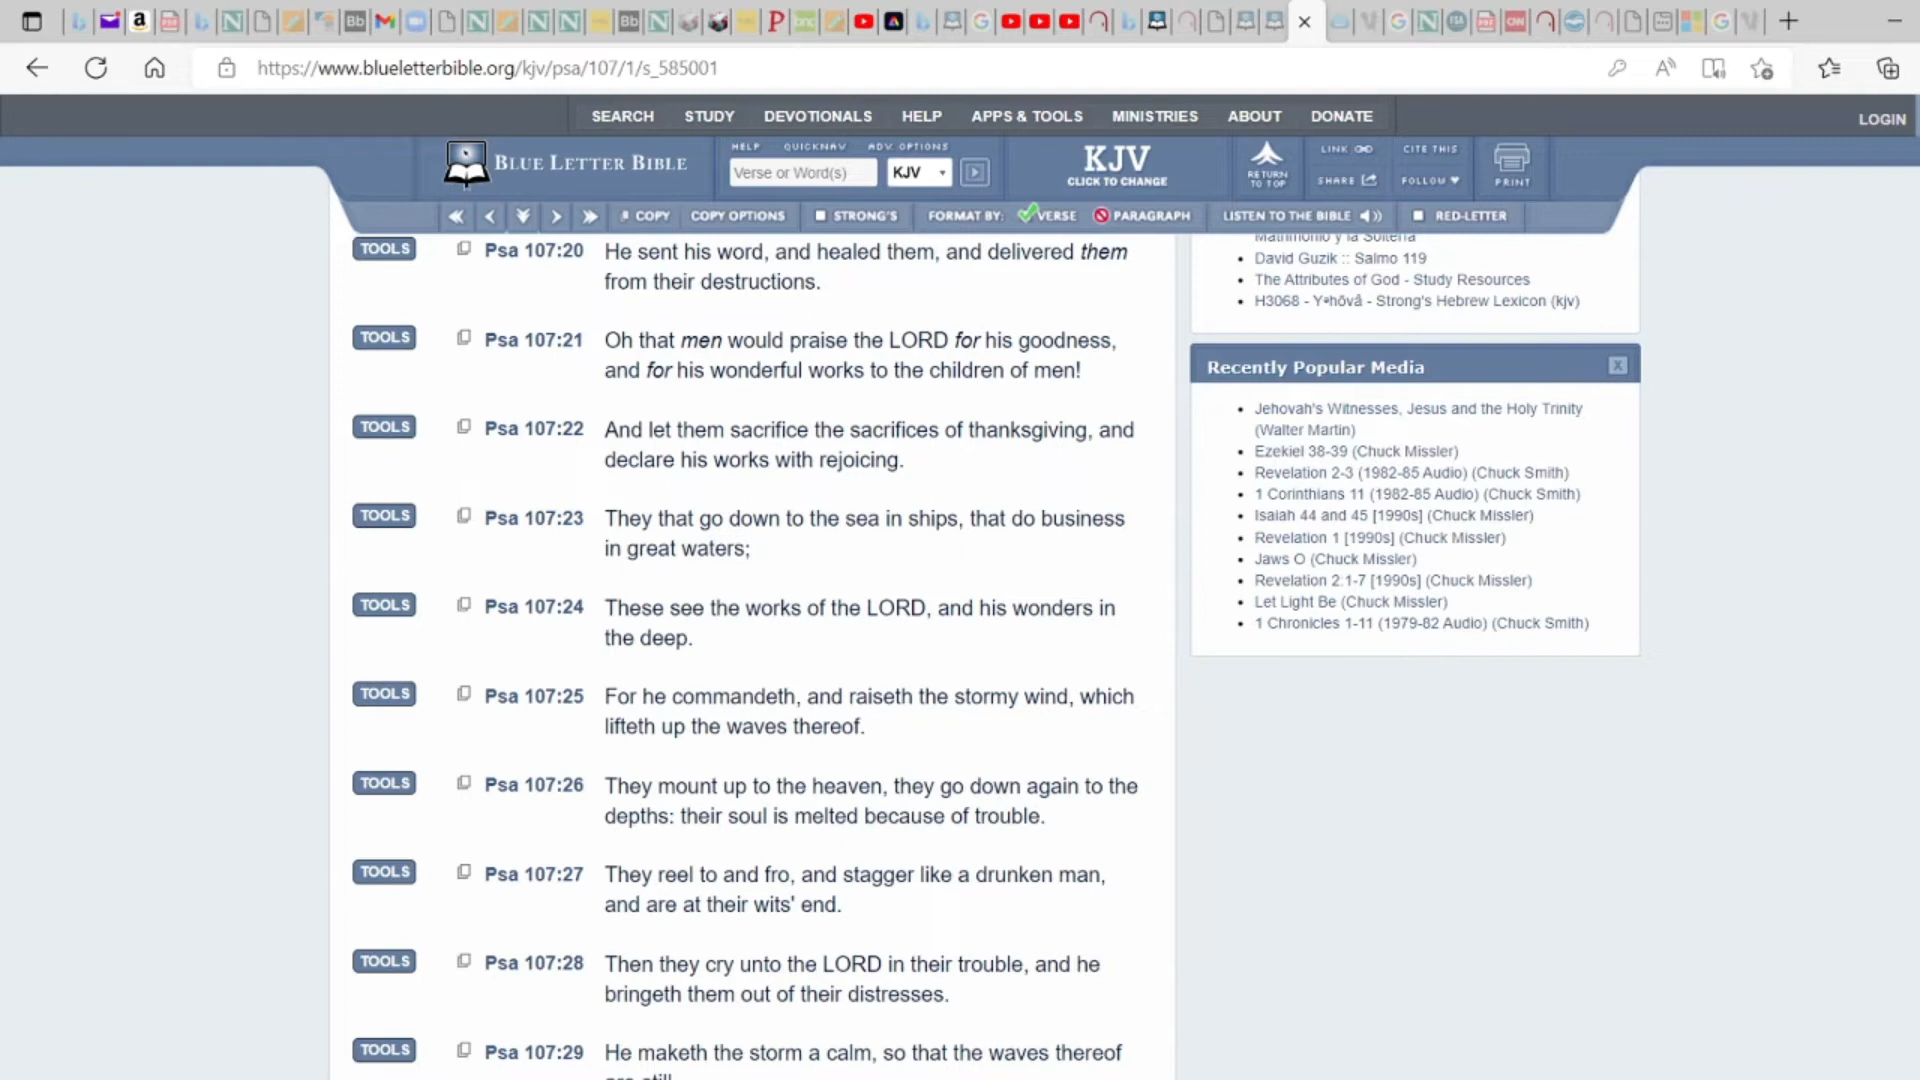 https://www.blueletterbible.org/kjv/psa/107/1/s_585001
SEARCH STUDY DEVOTIONALS HELP APPS & TOOLS MINISTRIES ABOUT DONATE
LOGIN
BLUE LETTER BIBLE
HELP QUICKNAV ADV. OPTIONS
Verse or Word(s)
KJV
KJV
CLICK TO CHANGE
RETURN
TO TOP
LINK
CITE THIS
SHARE
FOLLOW
PRINT
COPY COPY OPTIONS STRONG'S FORMAT BY: VERSE PARAGRAPH LISTEN TO THE BIBLE RED-LETTER
TOOLS Psa 107:20 He sent his word, and healed them, and delivered them
from their destructions.
TOOLS Psa 107:21 Oh that men would praise the LORD for his goodness,
and for his wonderful works to the children of men!
TOOLS Psa 107:22 And let them sacrifice the sacrifices of thanksgiving, and
declare his works with rejoicing.
TOOLS Psa 107:23 They that go down to the sea in ships, that do business
in great waters;
TOOLS Psa 107:24 These see the works of the LORD, and his wonders in
the deep.
TOOLS Psa 107:25 For he commandeth, and raiseth the stormy wind, which
lifteth up the waves thereof.
TOOLS Psa 107:26 They mount up to the heaven, they go down again to the
depths: their soul is melted because of trouble.
TOOLS Psa 107:27 They reel to and fro, and stagger like a drunken man,
and are at their wits' end.
TOOLS Psa 107:28 Then they cry unto the LORD in their trouble, and he
bringeth them out of their distresses.
TOOLS Psa 107:29 He maketh the storm a calm, so that the waves thereof
are still.
Matrimonio y la Soltería
David Guzik :: Salmo 119
The Attributes of God - Study Resources
H3068 - Yᵊhōvâ - Strong's Hebrew Lexicon (kjv)
Recently Popular Media
X
Jehovah's Witnesses, Jesus and the Holy Trinity
(Walter Martin)
Ezekiel 38-39 (Chuck Missler)
Revelation 2-3 (1982-85 Audio) (Chuck Smith)
1 Corinthians 11 (1982-85 Audio) (Chuck Smith)
Isaiah 44 and 45 [1990s] (Chuck Missler)
Revelation 1 [1990s] (Chuck Missler)
Jaws O (Chuck Missler)
Revelation 2:1-7 [1990s] (Chuck Missler)
Let Light Be (Chuck Missler)
1 Chronicles 1-11 (1979-82 Audio) (Chuck Smith)